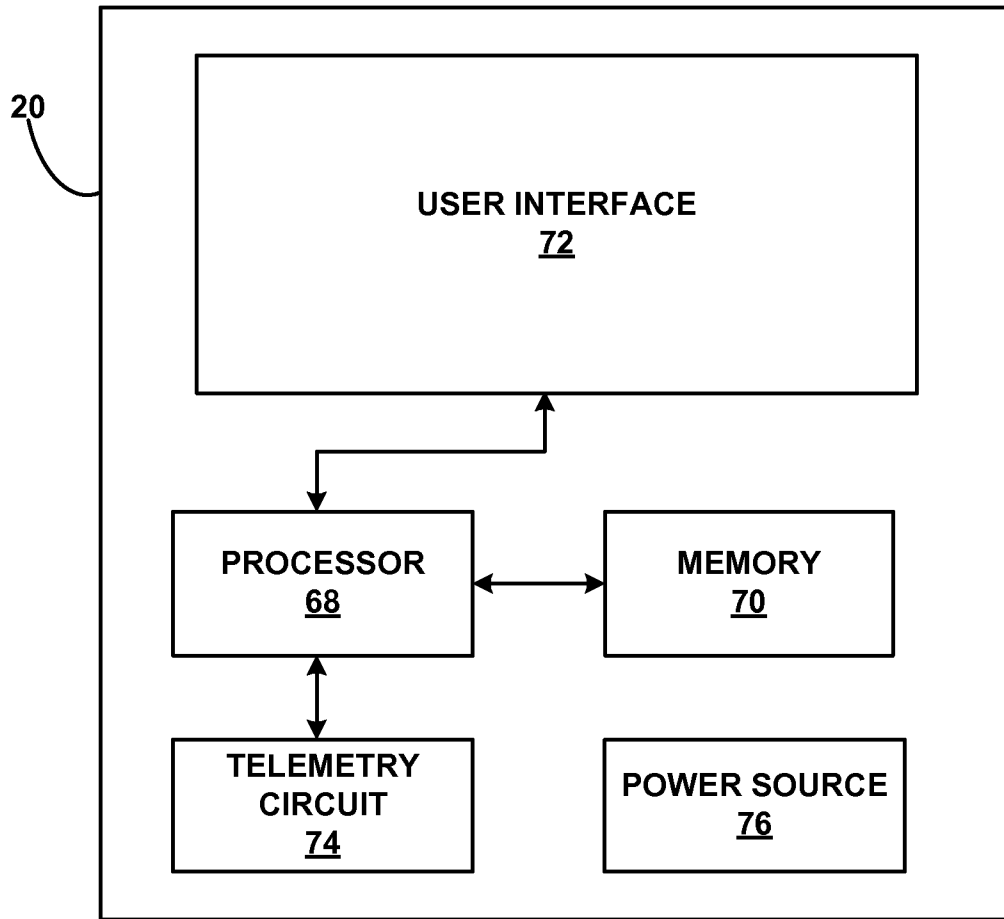 20
USER INTERFACE
72
PROCESSOR
68
MEMORY
70
TELEMETRY
CIRCUIT
74
POWER SOURCE
76